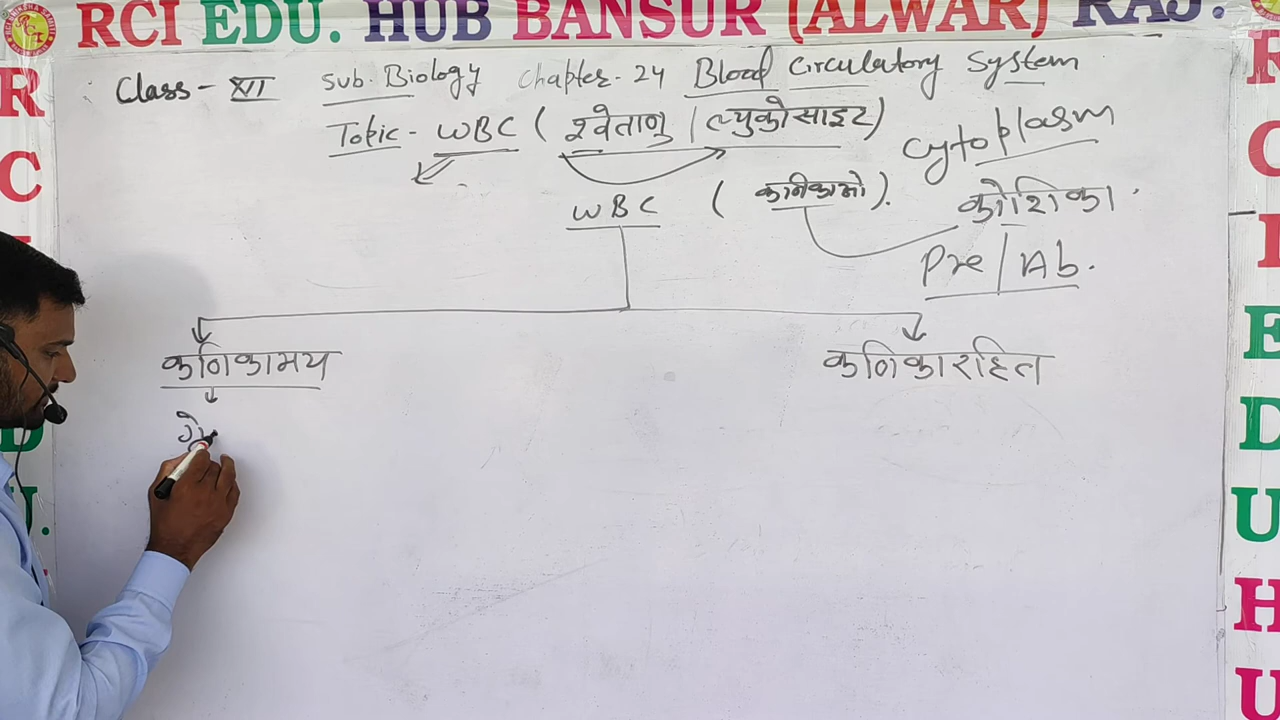 RCI EDU. HUB BANSUR (ALWAR) RAJ.
Class - XII Sub. Biology Chapter - 24 Blood Circulatory System
Topic - WBC ( श्वेताणु / ल्युकोसाइट)
Cytoplasm
WBC ( कनिकाओ).
कोशिका
Pre / Ab.
कणिकामय
कणिकारहित
R
C
I
E
D
U.
R
C
I
E
D
U
H
U